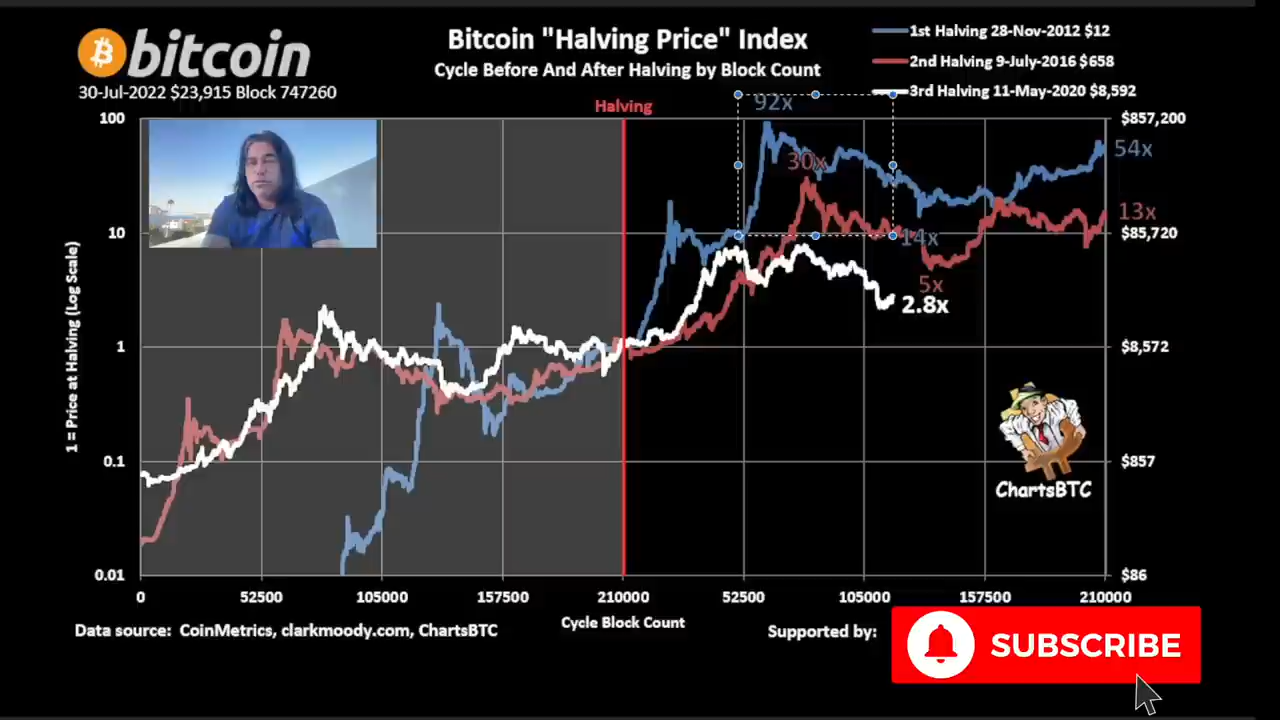 bitcoin
30-Jul-2022 $23,915 Block 747260
Bitcoin "Halving Price" Index
Cycle Before And After Halving by Block Count
1st Halving 28-Nov-2012 $12
2nd Halving 9-July-2016 $658
3rd Halving 11-May-2020 $8,592
Halving
92x
30x
54x
13x
14x
5x
2.8x
1 = Price at Halving (Log Scale)
100
10
1
0.1
0.01
$857,200
$85,720
$8,572
$857
$86
ChartsBTC
0 52500 105000 157500 210000 52500 105000 157500 210000
Cycle Block Count
Data source: CoinMetrics, clarkmoody.com, ChartsBTC
Supported by:
SUBSCRIBE